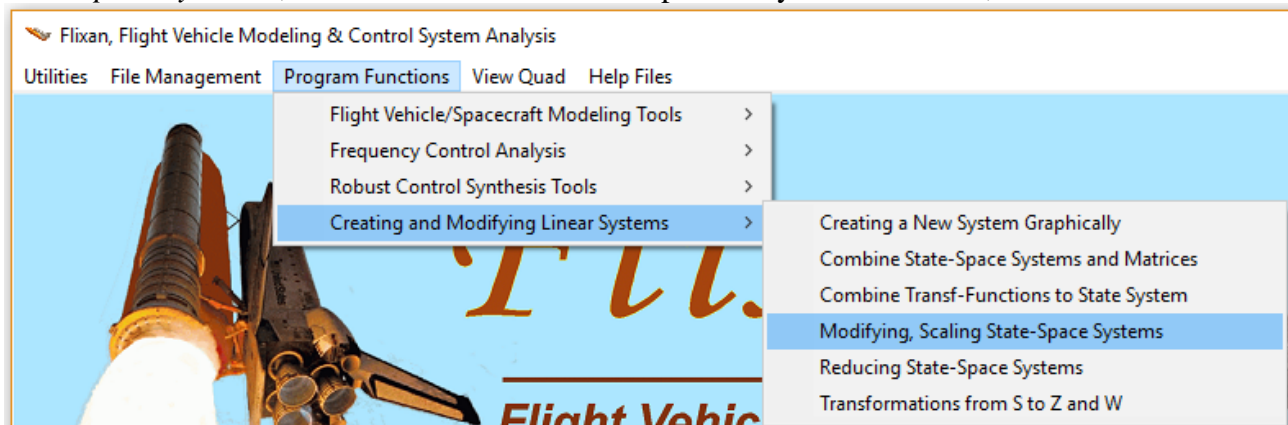 Flixan, Flight Vehicle Modeling & Control System Analysis
Utilities File Management Program Functions View Quad Help Files
Flight Vehicle/Spacecraft Modeling Tools >
Frequency Control Analysis >
Robust Control Synthesis Tools >
Creating and Modifying Linear Systems >
Creating a New System Graphically
Combine State-Space Systems and Matrices
Combine Transf-Functions to State System
Modifying, Scaling State-Space Systems
Reducing State-Space Systems
Transformations from S to Z and W
Flight Vehic